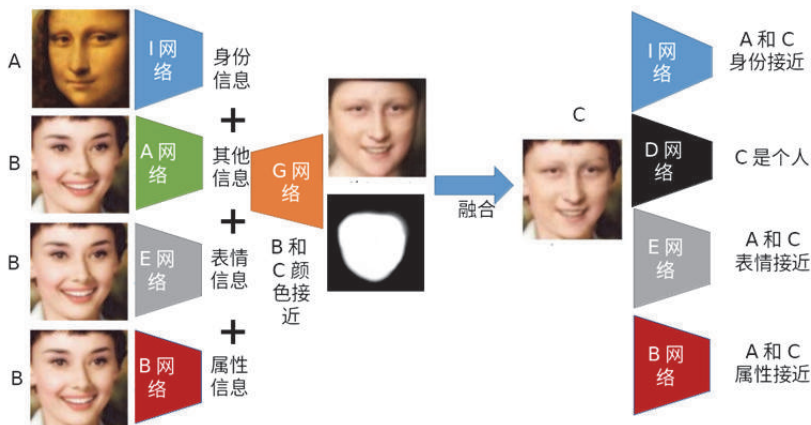 A
I 网
络
身份
信息
B
A 网
络
其他
信息
B
E 网
络
表情
信息
B
B 网
络
属性
信息
G
网
络
B 和
C 颜
色接
近
融合
C
I 网
络
A 和 C
身份接近
D 网
络
C 是个人
E 网
络
A 和 C
表情接近
B 网
络
A 和 C
属性接近